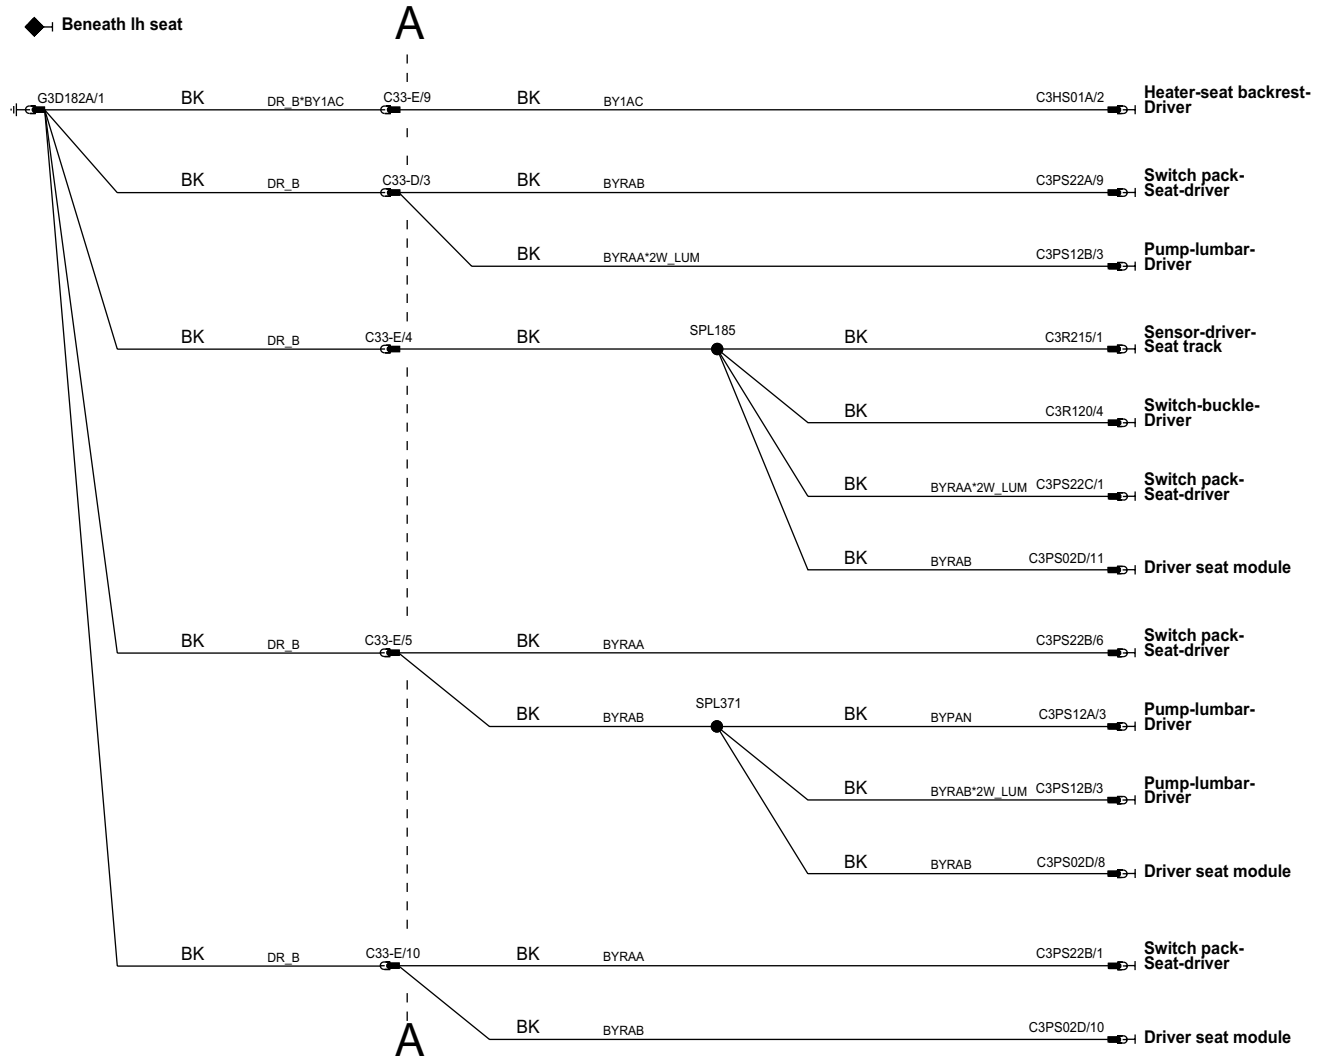 Beneath lh seat
A
G3D182A/1 BK DR_B*BY1AC C33-E/9 BK BY1AC C3HS01A/2 Heater-seat backrest-
Driver
BK DR_B C33-D/3 BK BYRAB C3PS22A/9 Switch pack-
Seat-driver
BK BYRAA*2W_LUM C3PS12B/3 Pump-lumbar-
Driver
BK DR_B C33-E/4 BK SPL185 BK C3R215/1 Sensor-driver-
Seat track
BK C3R120/4 Switch-buckle-
Driver
BK BYRAA*2W_LUM C3PS22C/1 Switch pack-
Seat-driver
BK BYRAB C3PS02D/11 Driver seat module
BK DR_B C33-E/5 BK BYRAA C3PS22B/6 Switch pack-
Seat-driver
BK BYRAB SPL371 BK BYPAN C3PS12A/3 Pump-lumbar-
Driver
BK BYRAB*2W_LUM C3PS12B/3 Pump-lumbar-
Driver
BK BYRAB C3PS02D/8 Driver seat module
BK DR_B C33-E/10 BK BYRAA C3PS22B/1 Switch pack-
Seat-driver
BK BYRAB C3PS02D/10 Driver seat module
A